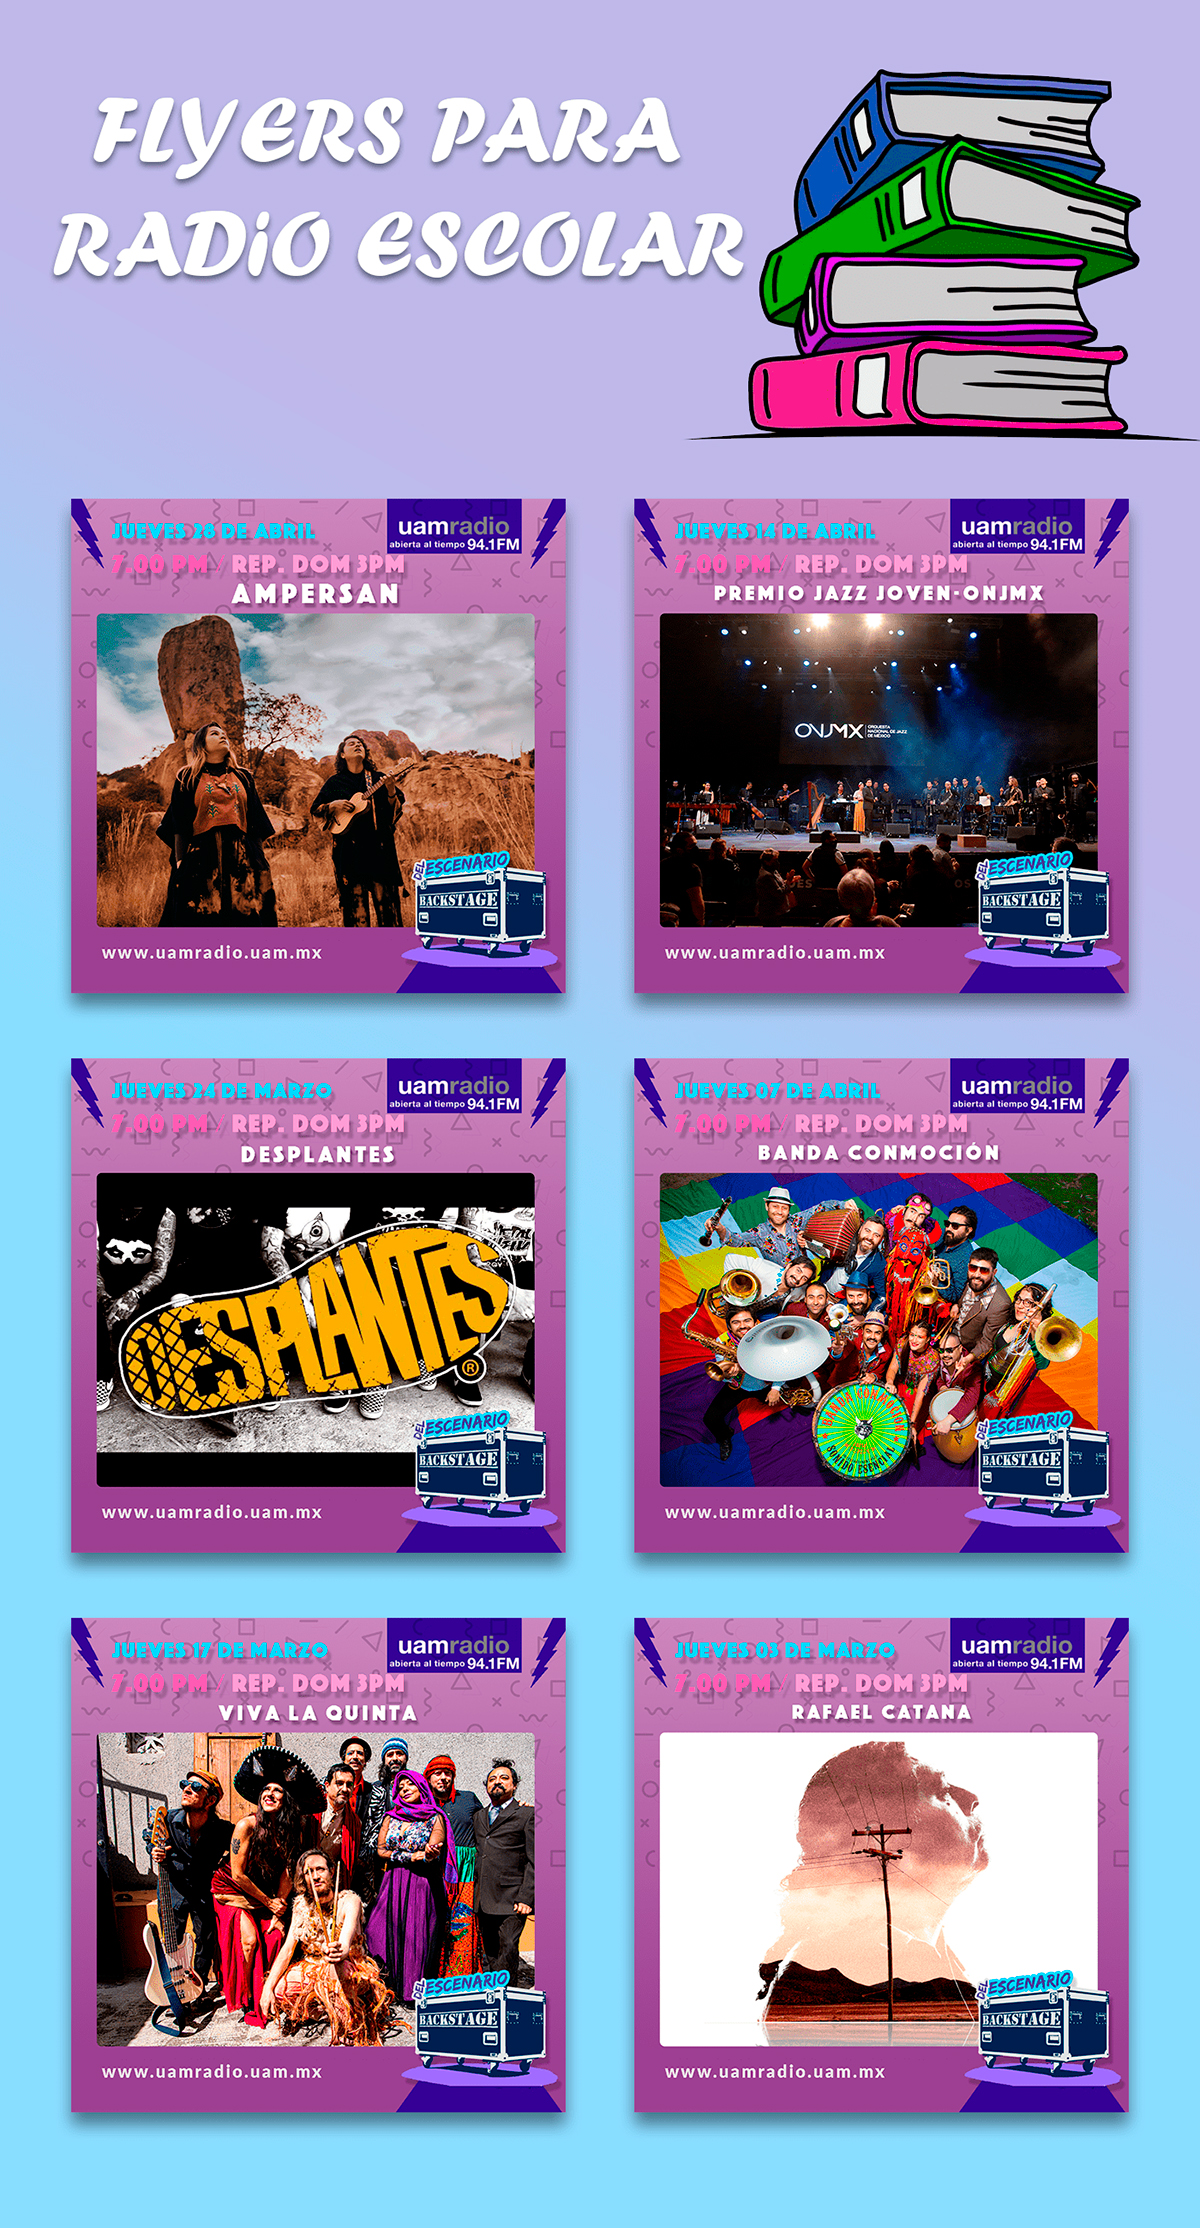 FLYERS PARA
RADiO ESCOLAR
JUEVES 28 DE ABRIL
uamradio
abierta al tiempo 94.1FM
7.00 PM / REP. DOM 3PM
AMPERSAN
DEL ESCENARIO
BACKSTAGE
www.uamradio.uam.mx
JUEVES 14 DE ABRIL
uamradio
abierta al tiempo 94.1FM
7.00 PM / REP. DOM 3PM
PREMIO JAZZ JOVEN-ONJMX
ONJMX
ORQUESTA
NACIONAL DE JAZZ
DE MÉXICO
DEL ESCENARIO
BACKSTAGE
www.uamradio.uam.mx
JUEVES 24 DE MARZO
uamradio
abierta al tiempo 94.1FM
7.00 PM / REP. DOM 3PM
DESPLANTES
DESPLANTES
®
DEL ESCENARIO
BACKSTAGE
www.uamradio.uam.mx
JUEVES 07 DE ABRIL
uamradio
abierta al tiempo 94.1FM
7.00 PM / REP. DOM 3PM
BANDA CONMOCIÓN
BANDA CONMOCION
DEL ESCENARIO
BACKSTAGE
www.uamradio.uam.mx
JUEVES 17 DE MARZO
uamradio
abierta al tiempo 94.1FM
7.00 PM / REP. DOM 3PM
VIVA LA QUINTA
DEL ESCENARIO
BACKSTAGE
www.uamradio.uam.mx
JUEVES 03 DE MARZO
uamradio
abierta al tiempo 94.1FM
7.00 PM / REP. DOM 3PM
RAFAEL CATANA
DEL ESCENARIO
BACKSTAGE
www.uamradio.uam.mx